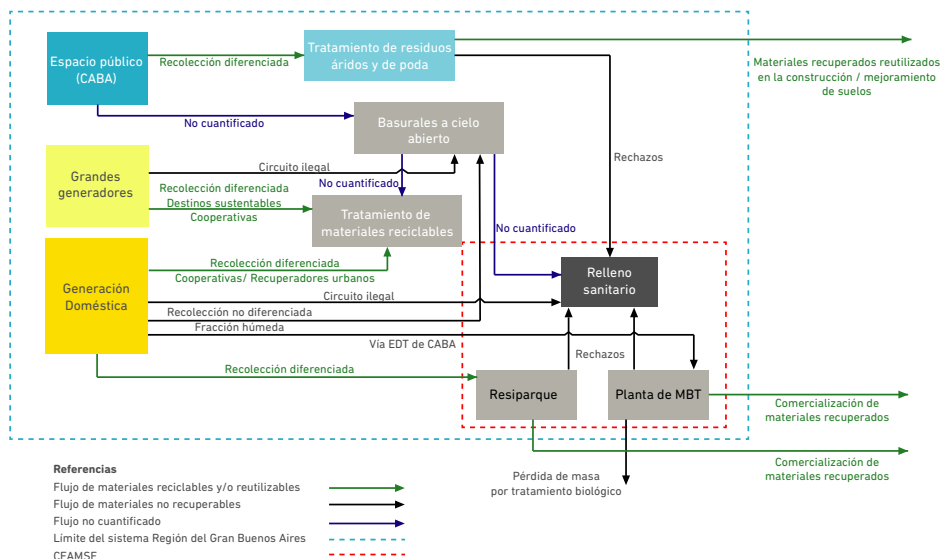 Espacio público
(CABA)
Recolección diferenciada
Tratamiento de residuos
áridos y de poda
Materiales recuperados reutilizados
en la construcción / mejoramiento
de suelos
No cuantificado
Basurales a cielo
abierto
Rechazos
Grandes
generadores
Circuito ilegal
Recolección diferenciada
Destinos sustentables
Cooperativas
No cuantificado
Tratamiento de
materiales reciclables
No cuantificado
Generación
Doméstica
Recolección diferenciada
Cooperativas/ Recuperadores urbanos
Circuito ilegal
Recolección no diferenciada
Fracción húmeda
Vía EDT de CABA
Relleno
sanitario
Rechazos
Recolección diferenciada
Resiparque
Planta de MBT
Comercialización de
materiales recuperados
Comercialización de
materiales recuperados
Pérdida de masa
por tratamiento biológico
Referencias
Flujo de materiales reciclables y/o reutilizables
Flujo de materiales no recuperables
Flujo no cuantificado
Límite del sistema Región del Gran Buenos Aires
CEAMSE